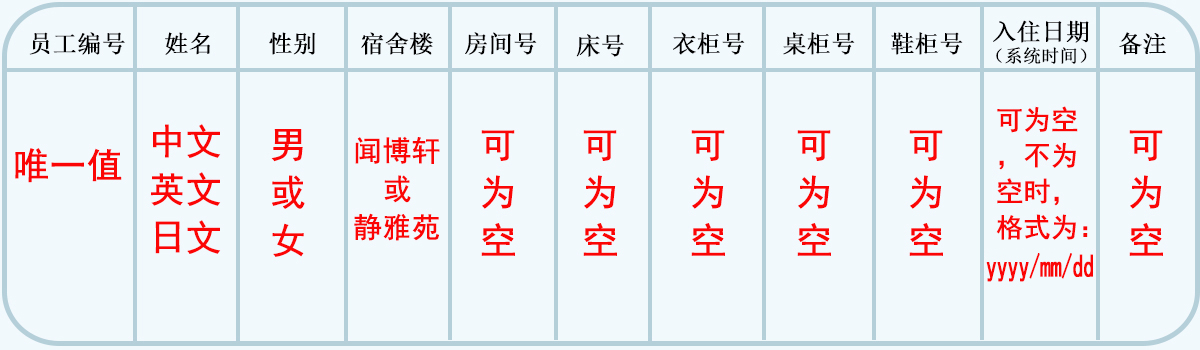 员工编号
姓名
性别
宿舍楼
房间号
床号
衣柜号
桌柜号
鞋柜号
入住日期
（系统时间）
备注
唯一值
中文
英文
日文
男
或
女
闻博轩
或
静雅苑
可
为
空
可
为
空
可
为
空
可
为
空
可
为
空
可为空
，不为
空时，
格式为：
yyyy/mm/dd
可
为
空